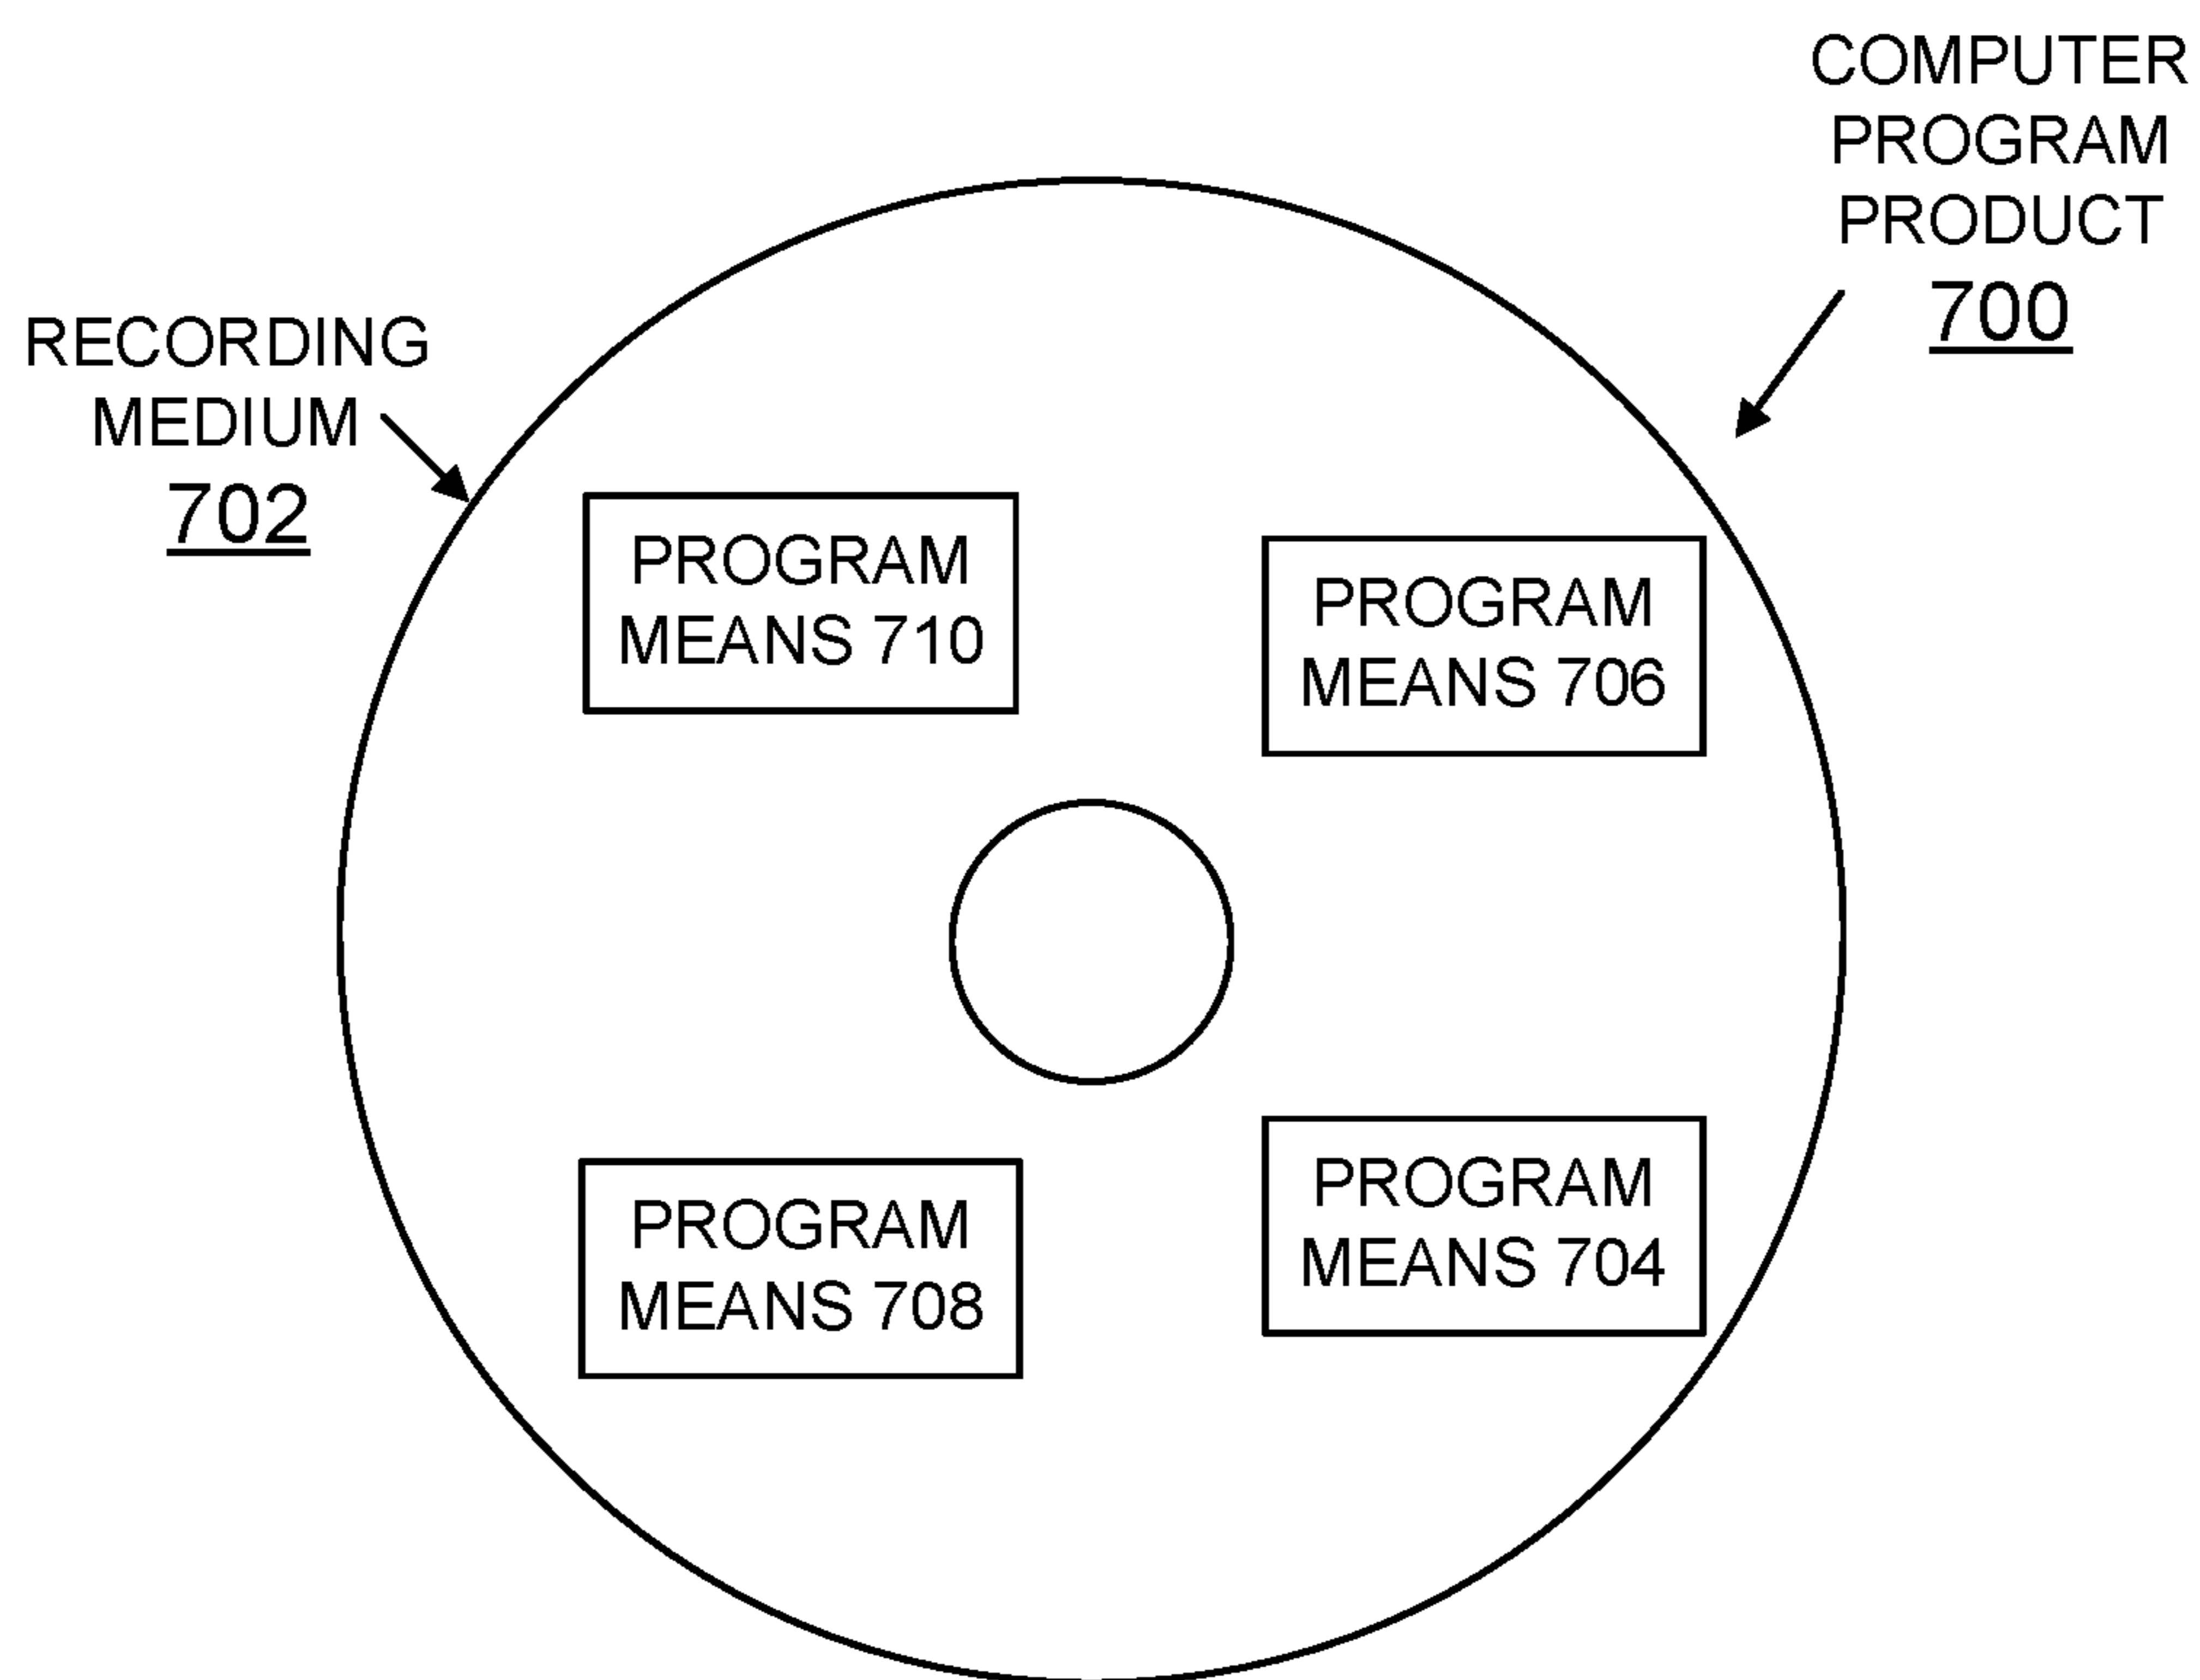 COMPUTER
PROGRAM
PRODUCT
700
RECORDING
MEDIUM
702
PROGRAM
MEANS 710
PROGRAM
MEANS 706
PROGRAM
MEANS 708
PROGRAM
MEANS 704